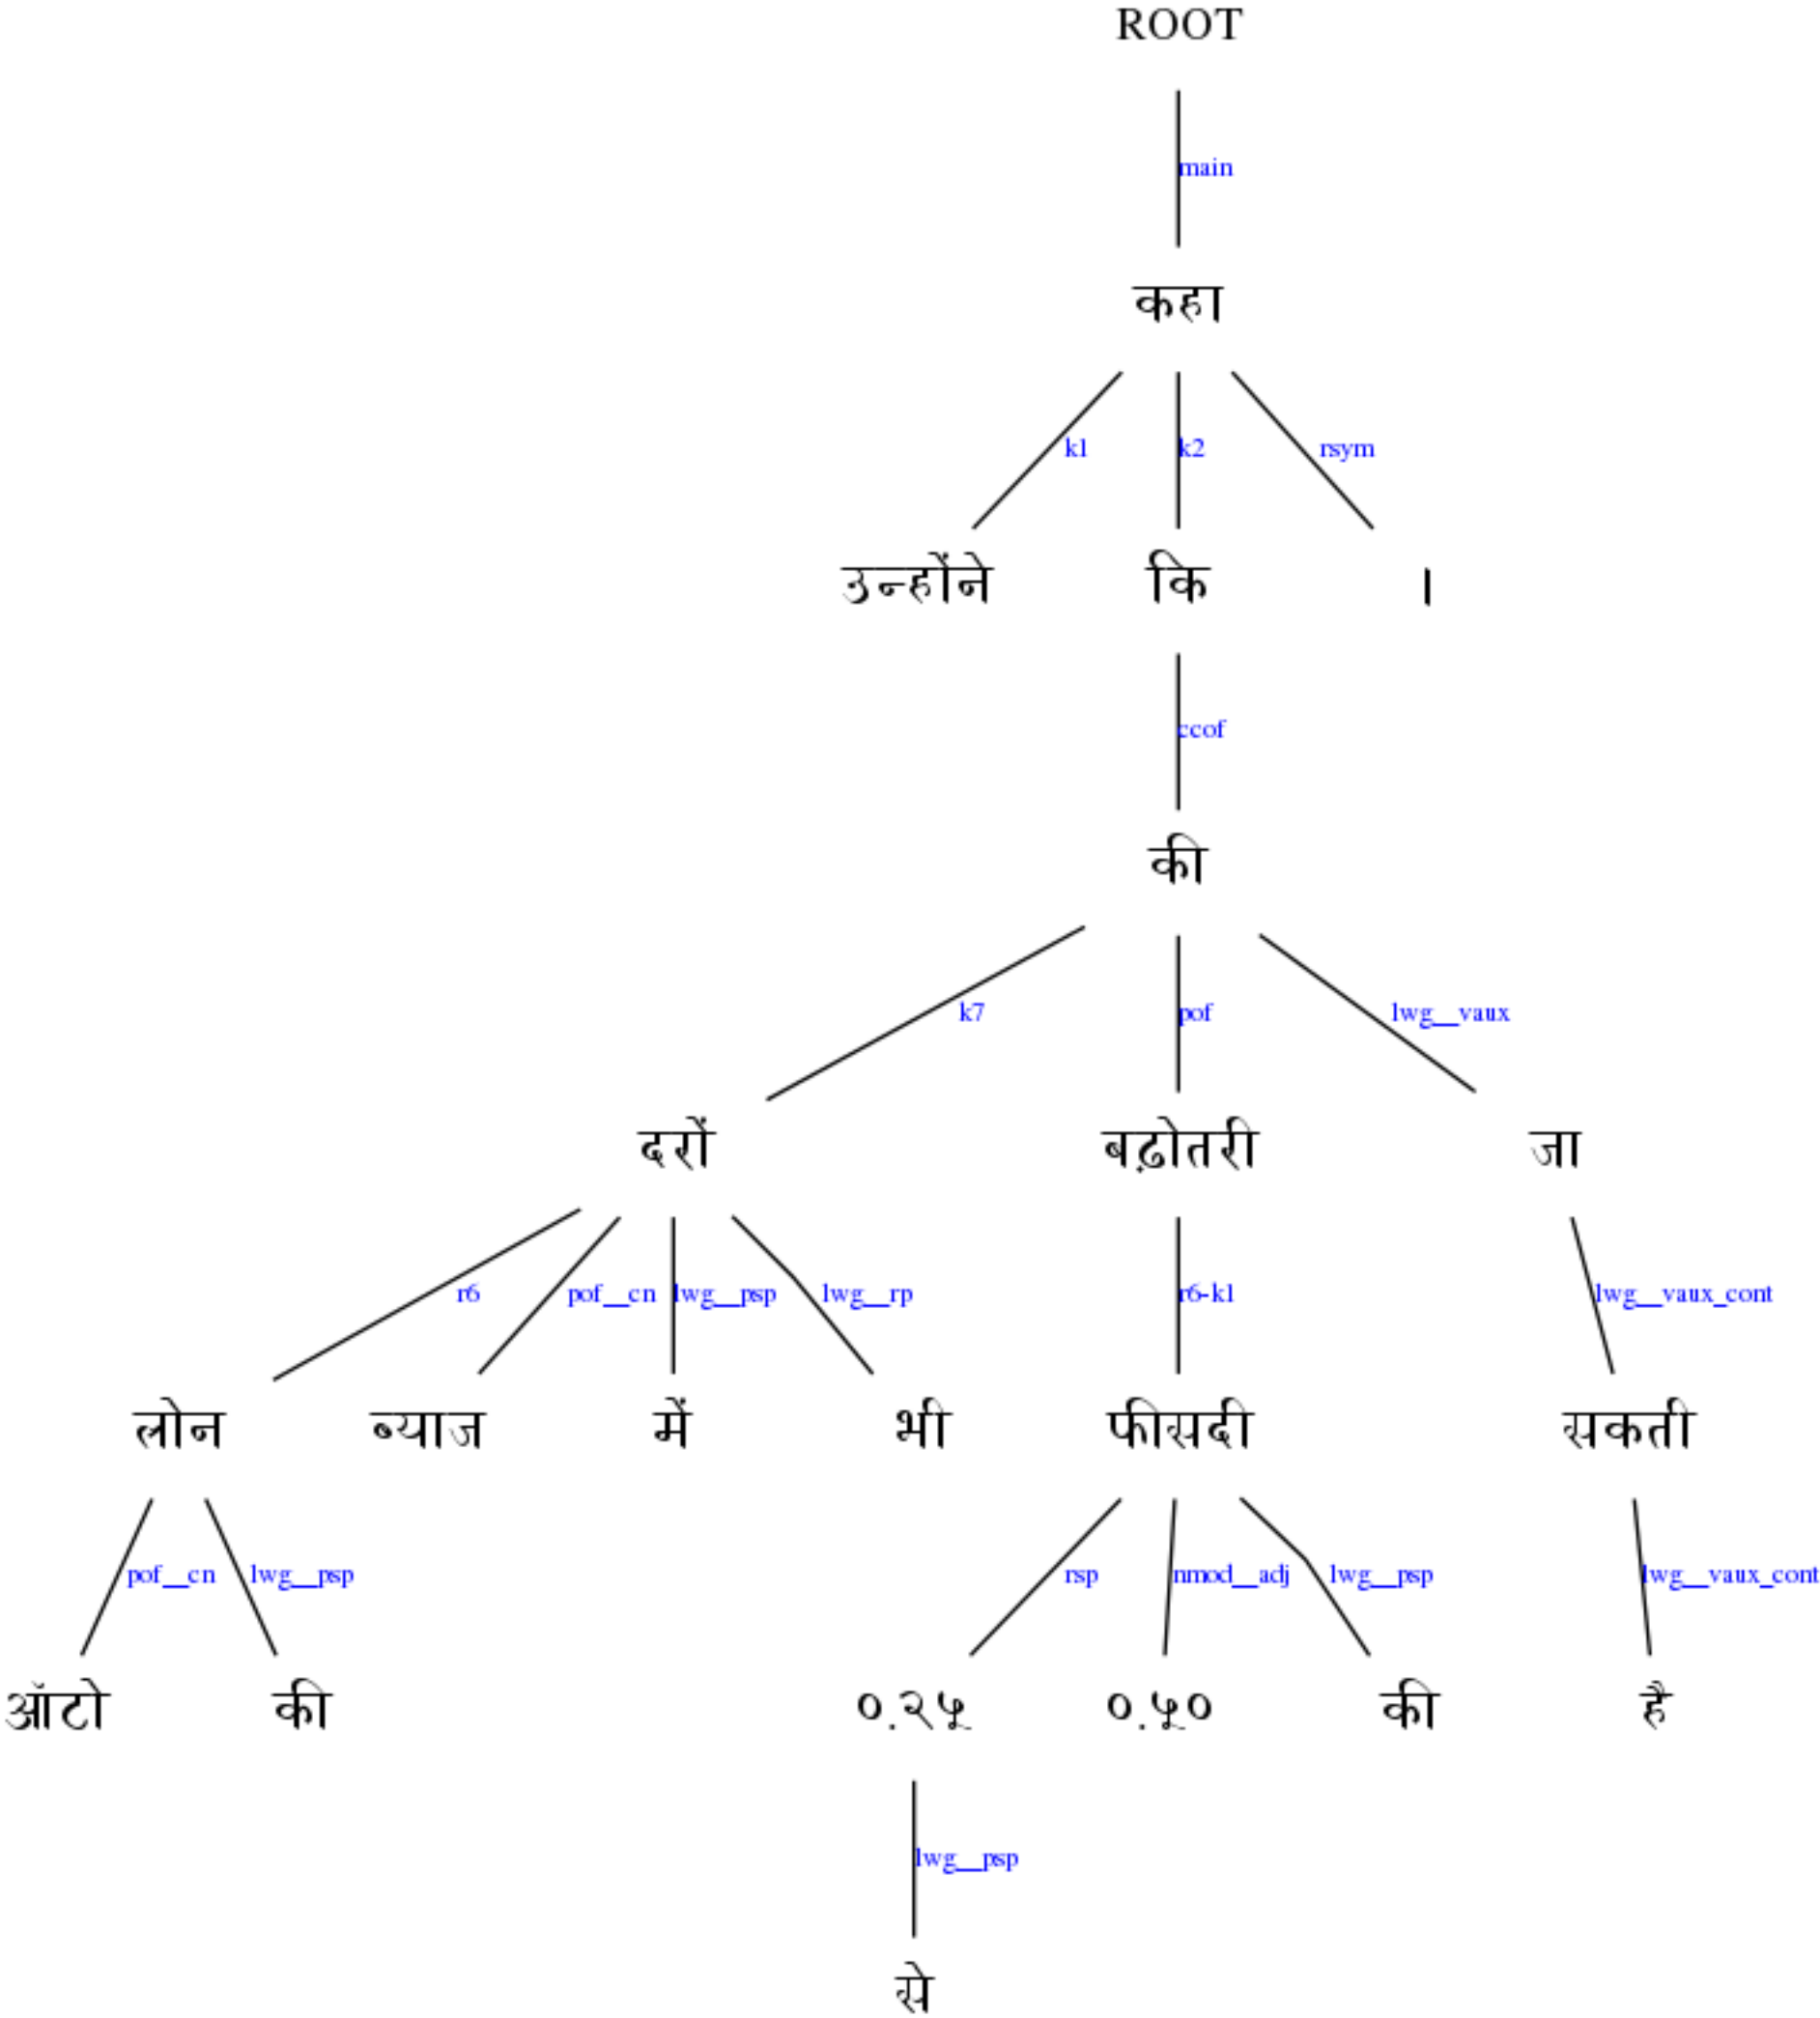 ROOT
main
कहा
k1 k2 rsym
उन्होंने कि ।
ccof
की
k7 pof lwg__vaux
दरों बढ़ोतरी जा
r6 pof__cn lwg__psp lwg__rp r6-k1 lwg__vaux_cont
लोन ब्याज में भी फीसदी सकती
pof__cn lwg__psp rsp nmod__adj lwg__psp lwg__vaux_cont
ऑटो की ०.२५ ०.५० की है
lwg__psp
से